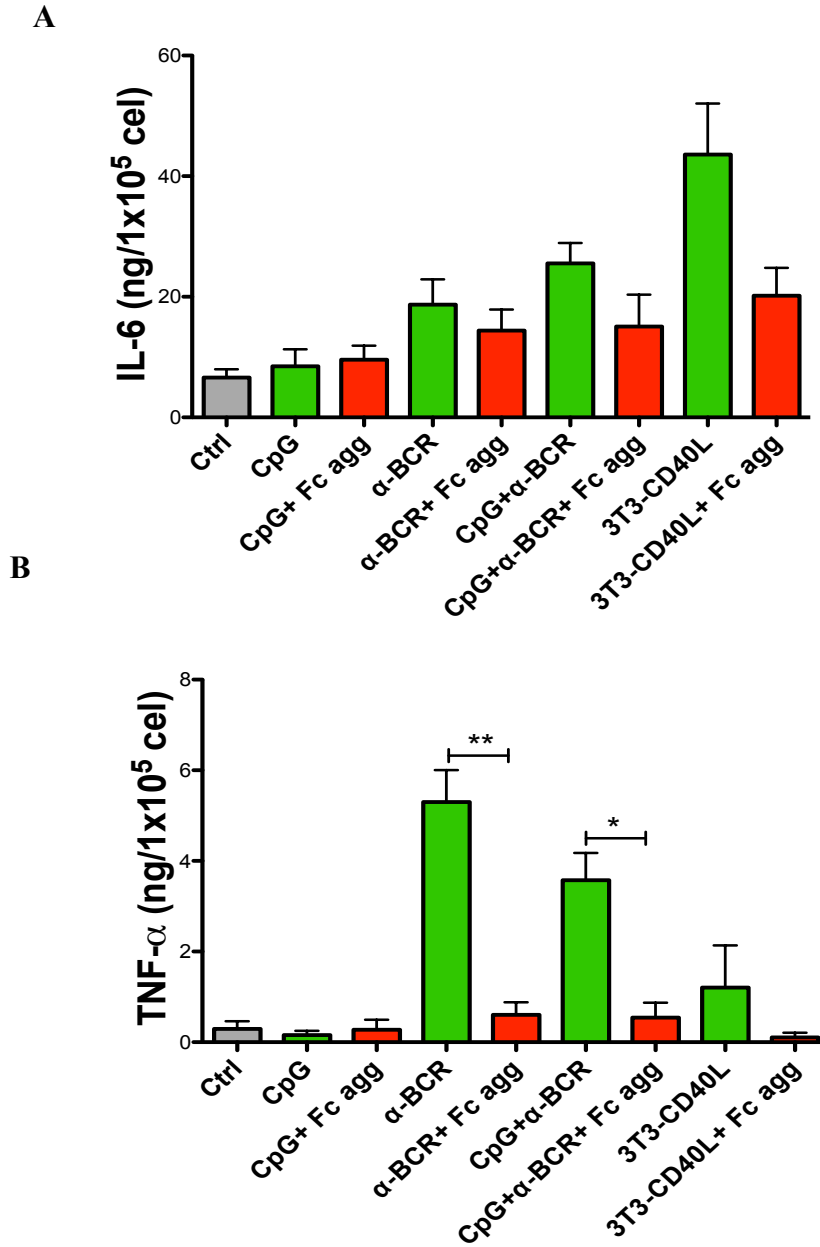 A
IL-6 (ng/1x10⁵ cel)
60
40
20
0
Ctrl
CpG
CpG+ Fc agg
α-BCR
α-BCR+ Fc agg
CpG+α-BCR
CpG+α-BCR+ Fc agg
3T3-CD40L
3T3-CD40L+ Fc agg
B
TNF-α (ng/1x10⁵ cel)
8
6
4
2
0
**
*
Ctrl
CpG
CpG+ Fc agg
α-BCR
α-BCR+ Fc agg
CpG+α-BCR
CpG+α-BCR+ Fc agg
3T3-CD40L
3T3-CD40L+ Fc agg